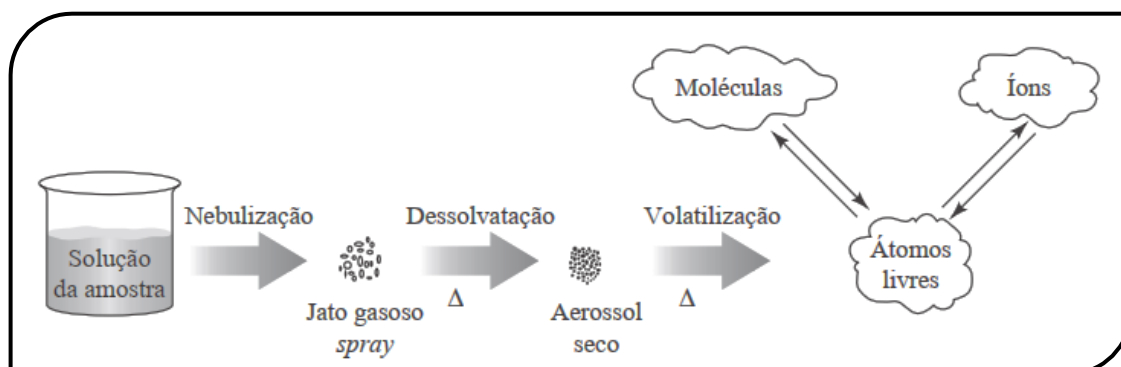 Moléculas
Íons
Nebulização
Dessolvatação
Volatilização
Solução
da amostra
Átomos
livres
Δ
Δ
Jato gasoso
spray
Aerossol
seco